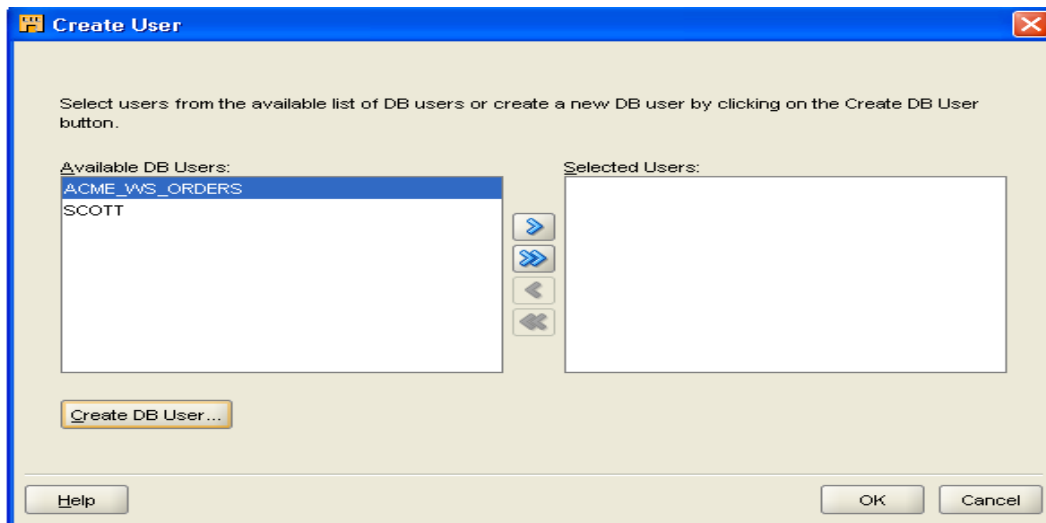 Create User
Select users from the available list of DB users or create a new DB user by clicking on the Create DB User
button.
Available DB Users:
Selected Users:
ACME_WS_ORDERS
SCOTT
Create DB User...
Help
OK
Cancel